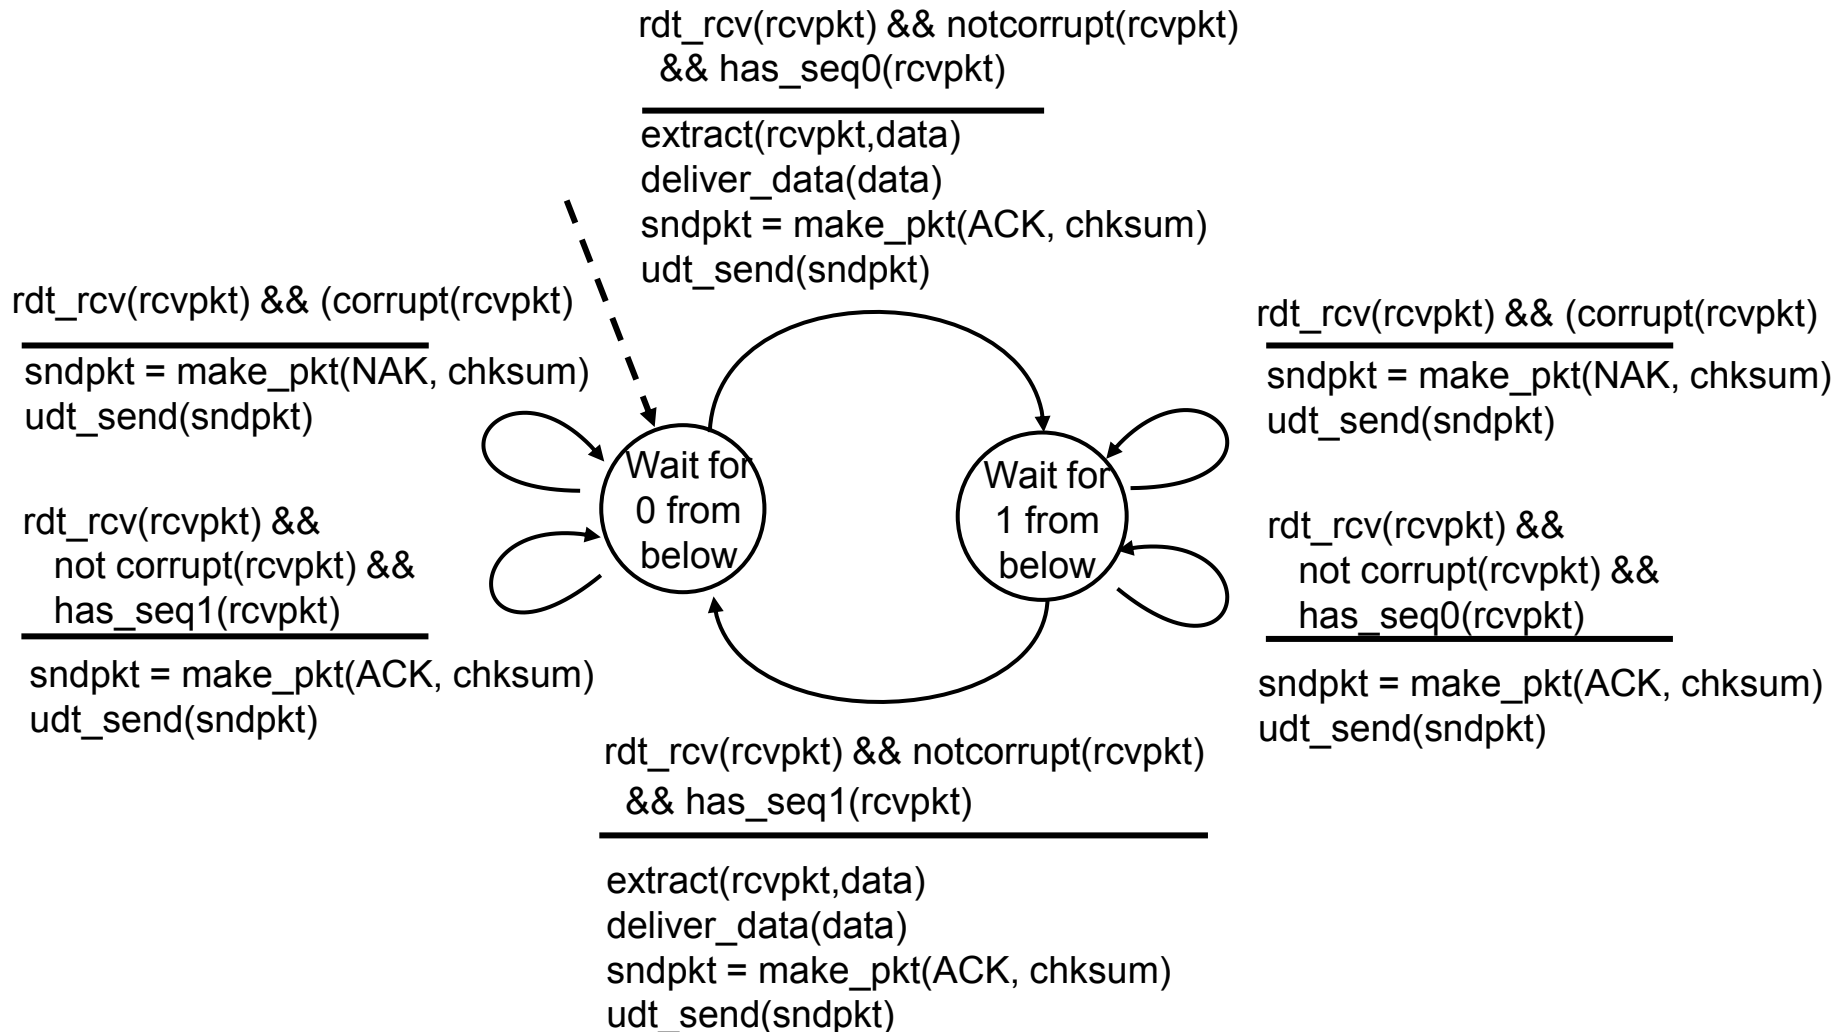 rdt_rcv(rcvpkt) && notcorrupt(rcvpkt)
&& has_seq0(rcvpkt)
extract(rcvpkt,data)
deliver_data(data)
sndpkt = make_pkt(ACK, chksum)
udt_send(sndpkt)
rdt_rcv(rcvpkt) && (corrupt(rcvpkt)
sndpkt = make_pkt(NAK, chksum)
udt_send(sndpkt)
rdt_rcv(rcvpkt) &&
not corrupt(rcvpkt) &&
has_seq1(rcvpkt)
sndpkt = make_pkt(ACK, chksum)
udt_send(sndpkt)
Wait for
0 from
below
Wait for
1 from
below
rdt_rcv(rcvpkt) && (corrupt(rcvpkt)
sndpkt = make_pkt(NAK, chksum)
udt_send(sndpkt)
rdt_rcv(rcvpkt) &&
not corrupt(rcvpkt) &&
has_seq0(rcvpkt)
sndpkt = make_pkt(ACK, chksum)
udt_send(sndpkt)
rdt_rcv(rcvpkt) && notcorrupt(rcvpkt)
&& has_seq1(rcvpkt)
extract(rcvpkt,data)
deliver_data(data)
sndpkt = make_pkt(ACK, chksum)
udt_send(sndpkt)